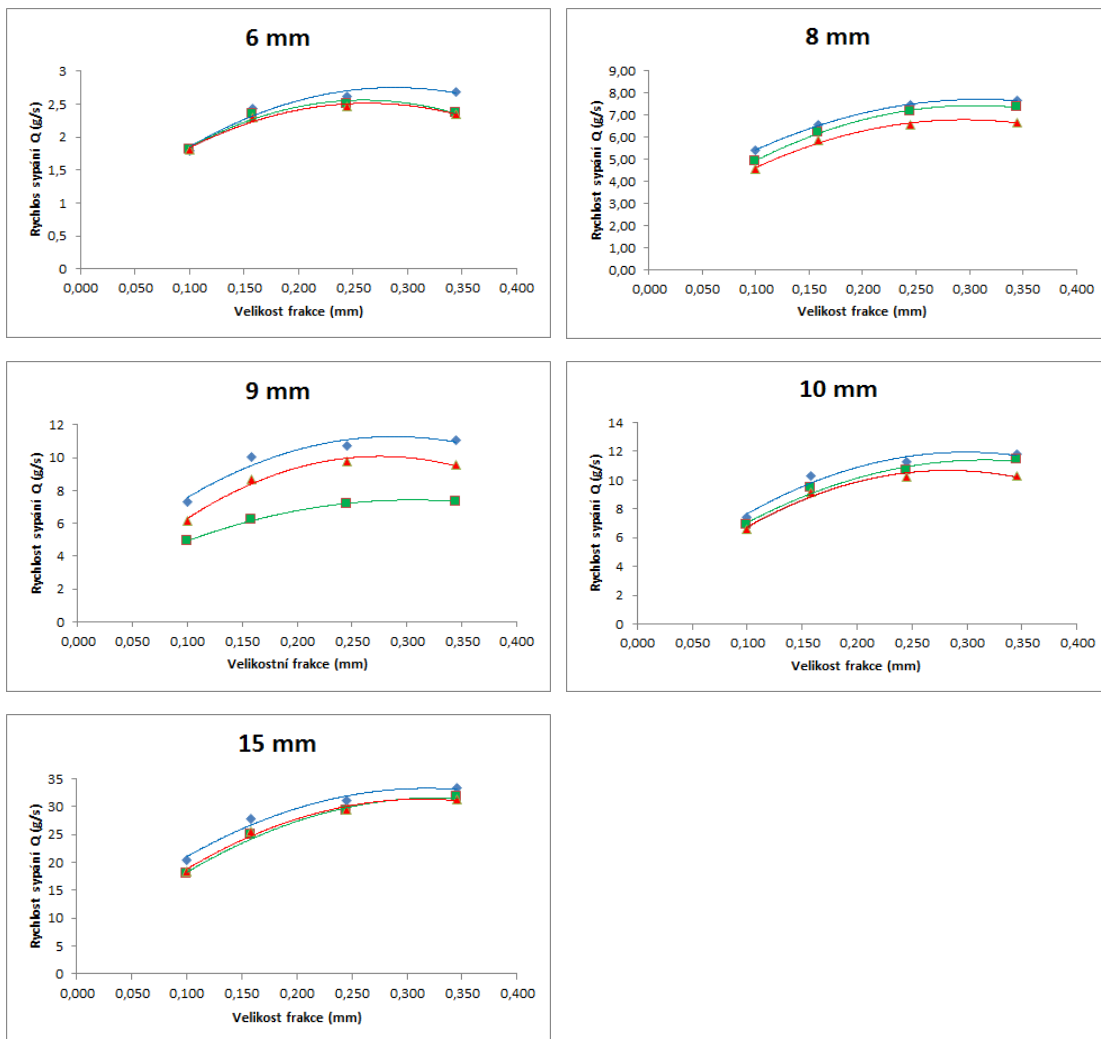 6 mm
Rychlos sypání Q (g/s)
3
2,5
2
1,5
1
0,5
0
0,000 0,050 0,100 0,150 0,200 0,250 0,300 0,350 0,400
Velikost frakce (mm)
8 mm
Rychlost sypání Q (g/s)
9,00
8,00
7,00
6,00
5,00
4,00
3,00
2,00
1,00
0,00
0,000 0,050 0,100 0,150 0,200 0,250 0,300 0,350 0,400
Velikost frakce (mm)
9 mm
Rychlost sypání Q (g/s)
12
10
8
6
4
2
0
0,000 0,050 0,100 0,150 0,200 0,250 0,300 0,350 0,400
Velikostní frakce (mm)
10 mm
Rychlost sypání Q (g/s)
14
12
10
8
6
4
2
0
0,000 0,050 0,100 0,150 0,200 0,250 0,300 0,350 0,400
Velikost frakce (mm)
15 mm
Rychlost sypání Q (g/s)
35
30
25
20
15
10
5
0
0,000 0,050 0,100 0,150 0,200 0,250 0,300 0,350 0,400
Velikost frakce (mm)